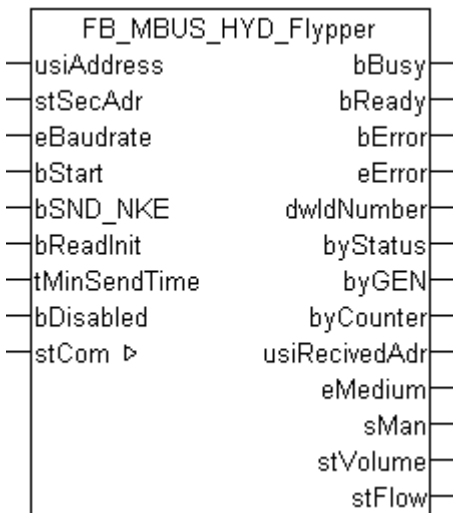 FB_MBUS_HYD_Flypper
usiAddress bBusy
stSecAdr bReady
eBaudrate bError
bStart eError
bSND_NKE dwIdNumber
bReadInit byStatus
tMinSendTime byGEN
bDisabled byCounter
stCom ▷ usiRecivedAdr
eMedium
sMan
stVolume
stFlow